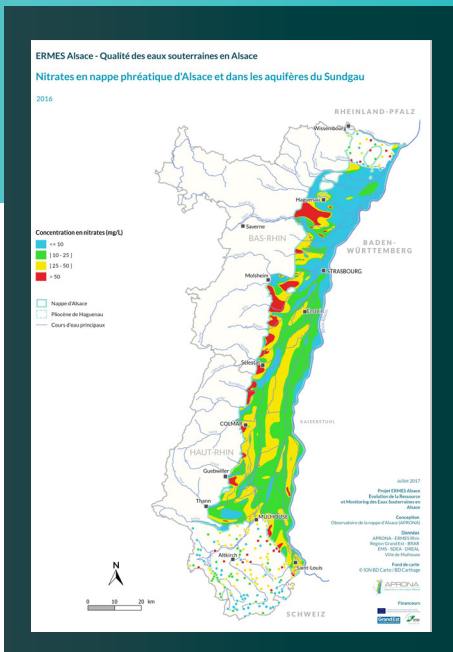 ERMES Alsace - Qualité des eaux souterraines en Alsace
Nitrates en nappe phréatique d'Alsace et dans les aquifères du Sundgau
2016
RHEINLAND-PFALZ
Wissembourg
Haguenau
Saverne
BAS-RHIN
BADEN-
WÜRTTEMBERG
Concentration en nitrates (mg/L)
<= 10
] 10 - 25 ]
] 25 - 50 ]
> 50
Nappe d'Alsace
Pliocène de Haguenau
Cours d'eau principaux
Molsheim
STRASBOURG
Erstein
Sélestat
COLMAR
KAISERSTUHL
HAUT-RHIN
Guebwiller
Thann
MULHOUSE
Altkirch
Saint-Louis
SCHWEIZ
N
0 10 20 km
Juillet 2017
Projet ERMES Alsace
Évolution de la Ressource
et Monitoring des Eaux Souterraines en
Alsace
Conception
Observatoire de la nappe d'Alsace (APRONA)
Données
APRONA - ERMES Rhin
Région Grand Est - BRAR
EMS - SDEA - DREAL
Ville de Mulhouse
Fond de carte
© IGN BD Carto / BD Carthage
APRONA
Financeurs
Grand Est